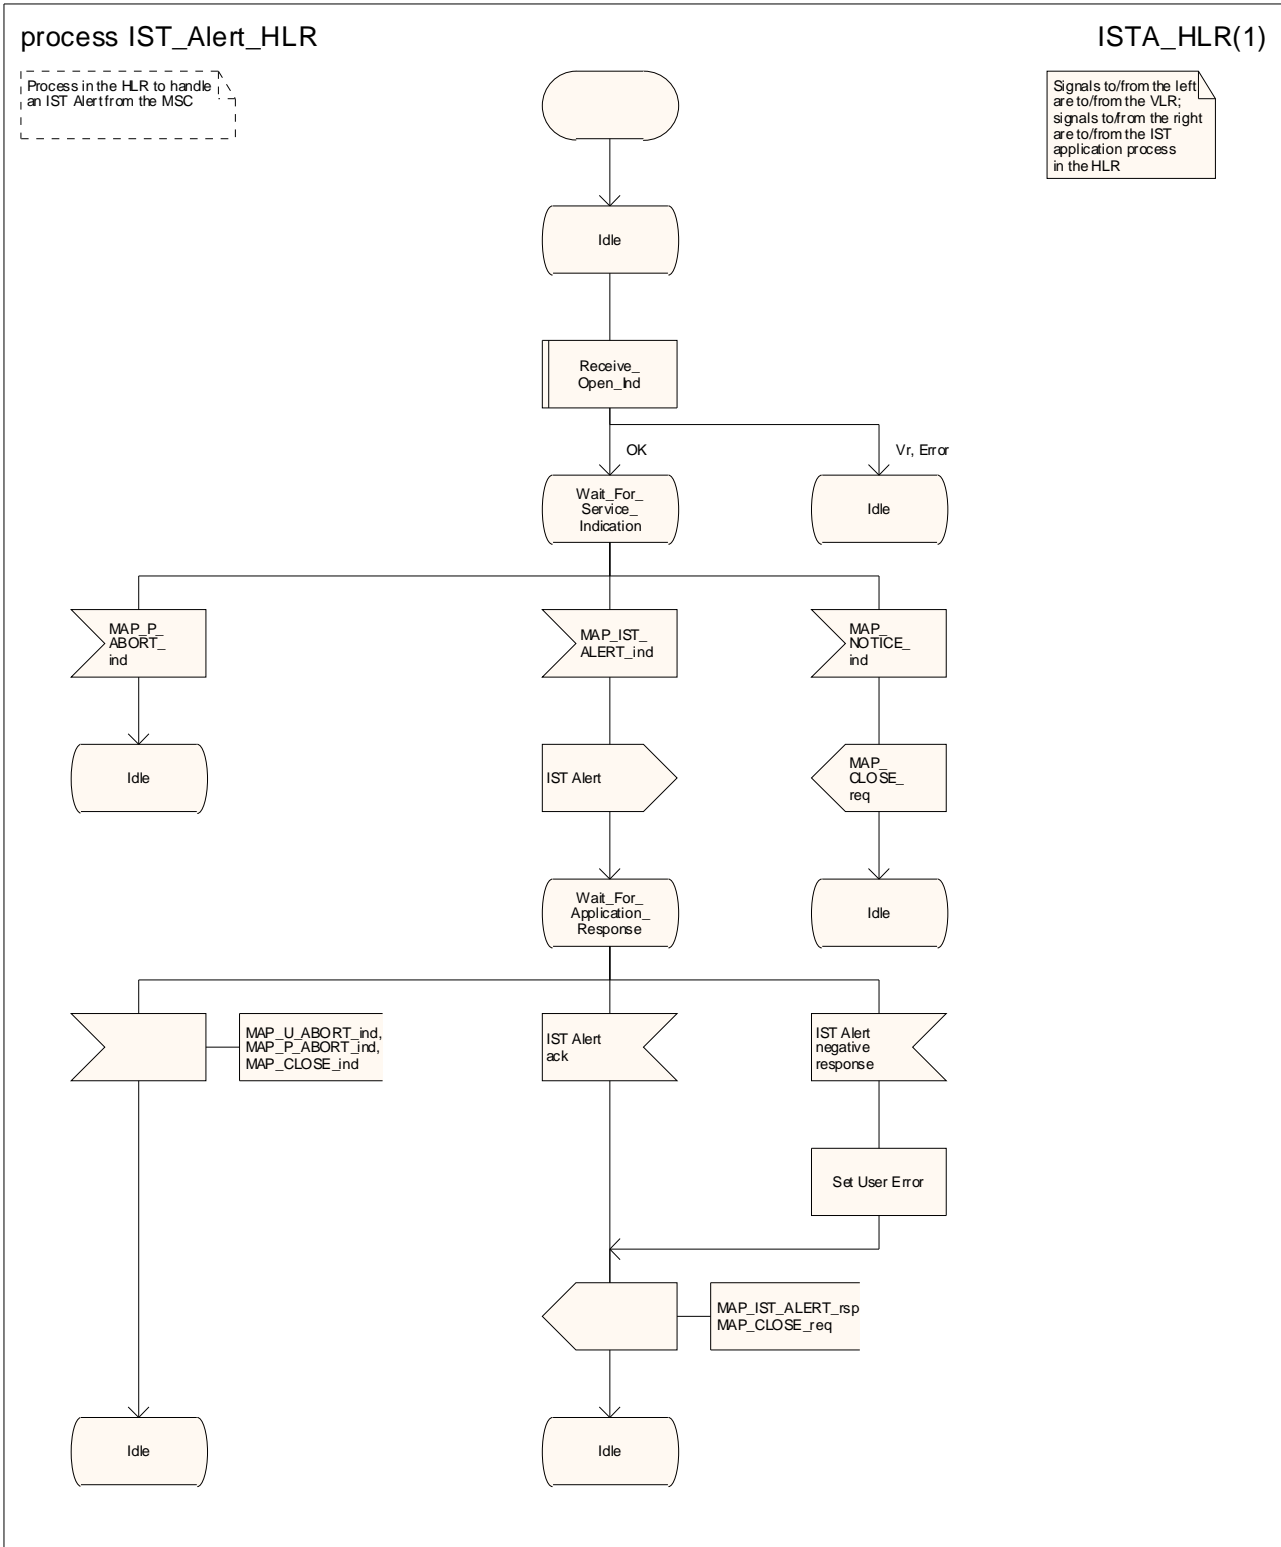 process IST_Alert_HLR
ISTA_HLR(1)
Process in the HLR to handle
an IST Alert from the MSC
Signals to/from the left
are to/from the VLR;
signals to/from the right
are to/from the IST
application process
in the HLR
Idle
Receive_
Open_Ind
OK
Vr, Error
Wait_For_
Service_
Indication
Idle
MAP_P_
ABORT_
ind
MAP_IST_
ALERT_ind
MAP_
NOTICE_
ind
Idle
IST Alert
MAP_
CLOSE_
req
Wait_For_
Application_
Response
Idle
MAP_U_ABORT_ind,
MAP_P_ABORT_ind,
MAP_CLOSE_ind
IST Alert
ack
IST Alert
negative
response
Set User Error
MAP_IST_ALERT_rsp
MAP_CLOSE_req
Idle
Idle